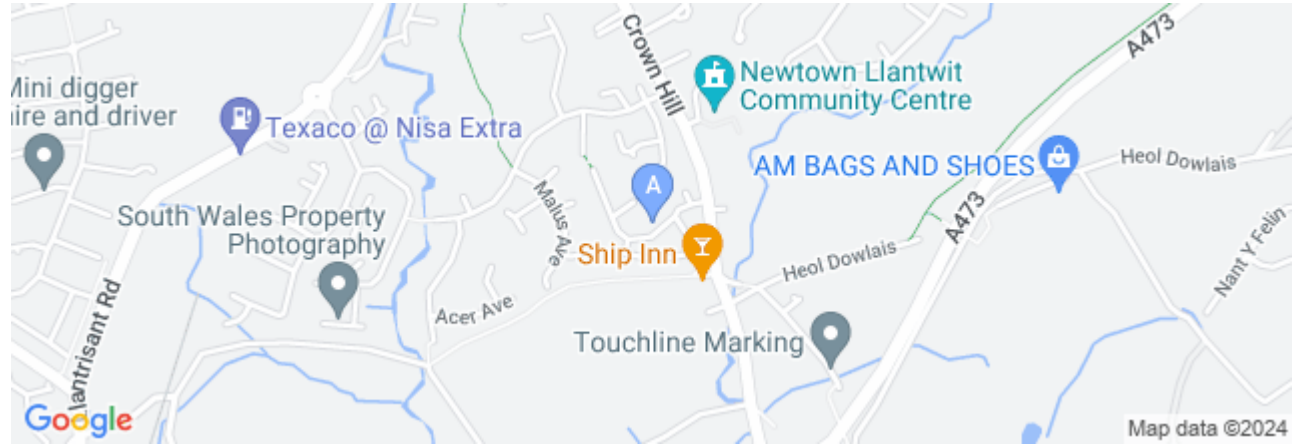 Crown Hill
A473
Newtown Llantwit
Community Centre
Mini digger
ire and driver
Texaco @ Nisa Extra
A
AM BAGS AND SHOES
Heol Dowlais
Malus Ave
A473
South Wales Property
Photography
Ship Inn
Heol Dowlais
Nant Y Felin
Acer Ave
lantrisant Rd
Touchline Marking
Google
Map data ©2024